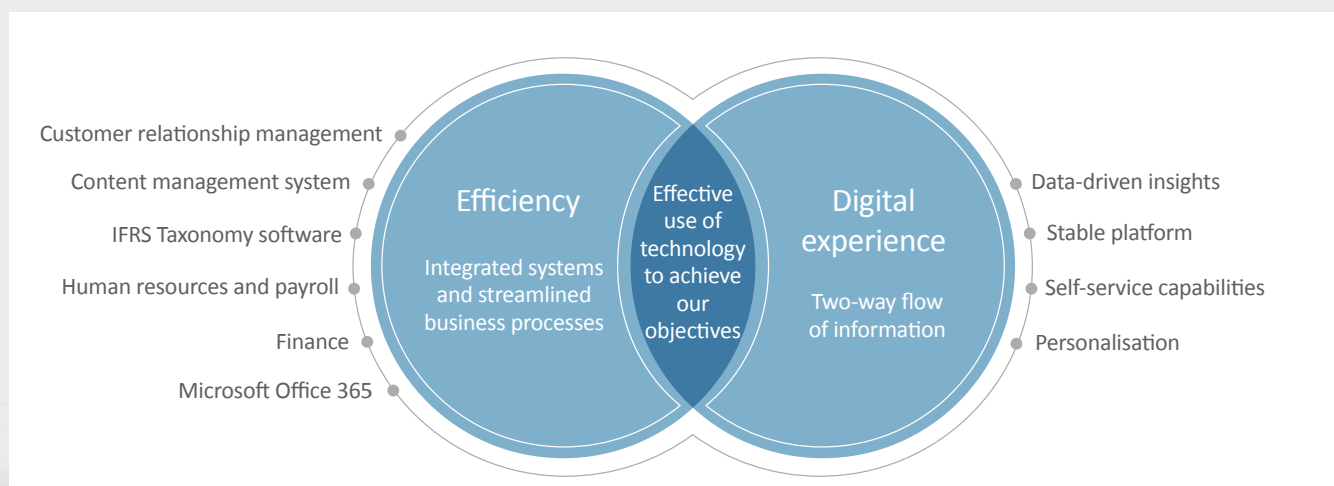 Customer relationship management
Content management system
IFRS Taxonomy software
Human resources and payroll
Finance
Microsoft Office 365
Efficiency
Integrated systems
and streamlined
business processes
Effective
use of
technology
to achieve
our
objectives
Digital
experience
Two-way flow
of information
Data-driven insights
Stable platform
Self-service capabilities
Personalisation